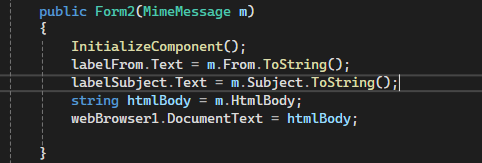 public Form2(MimeMessage m)
{
InitializeComponent();
labelFrom.Text = m.From.ToString();
labelSubject.Text = m.Subject.ToString();
string htmlBody = m.HtmlBody;
webBrowser1.DocumentText = htmlBody;
}